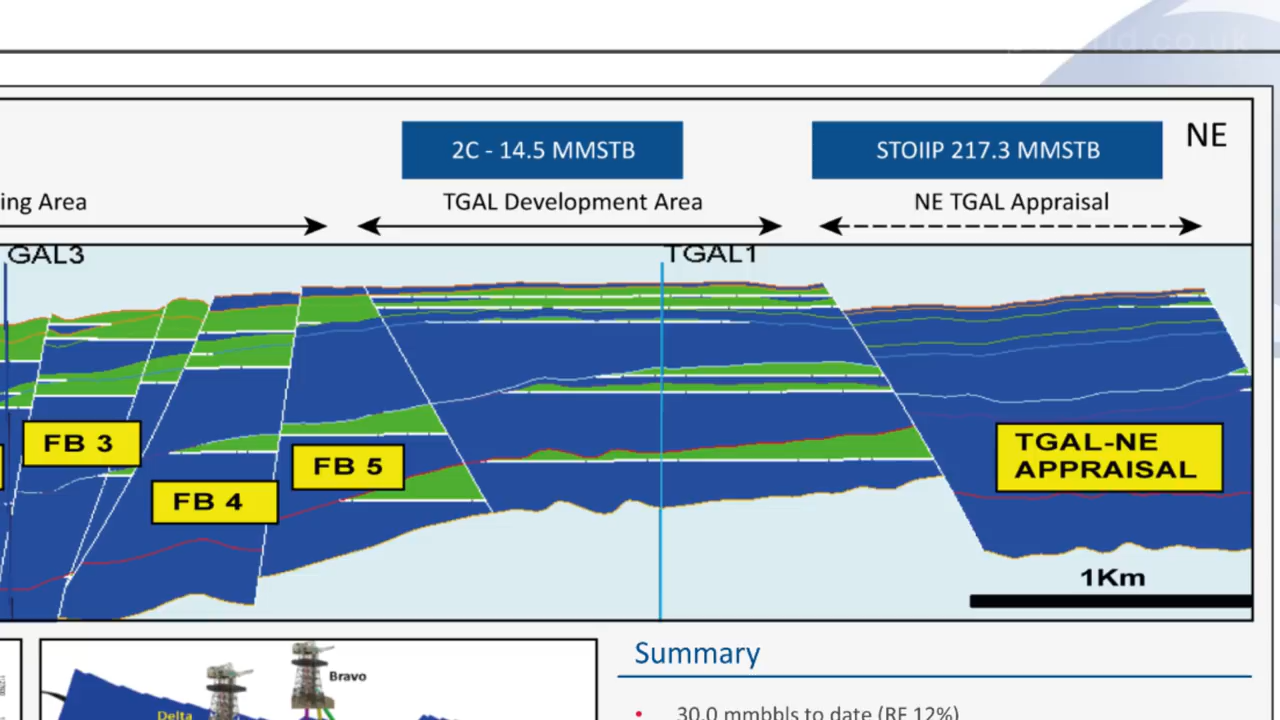 2C - 14.5 MMSTB
STOIIP 217.3 MMSTB
NE
ing Area
TGAL Development Area
NE TGAL Appraisal
GAL3
TGAL1
FB 3
FB 4
FB 5
TGAL-NE
APPRAISAL
1Km
Bravo
Delta
Summary
• 30.0 mmbbls to date (RF 12%)